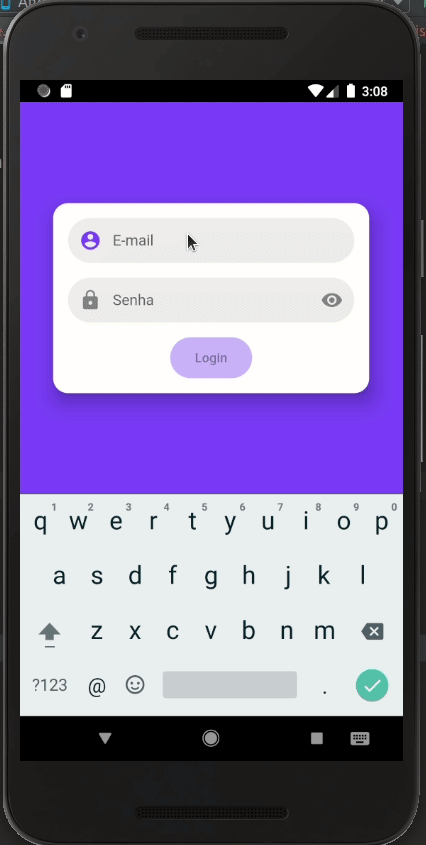 3:08
E-mail
Senha
Login
1 2 3 4 5 6 7 8 9 0
q w e r t y u i o p
a s d f g h j k l
z x c v b n m
?123 @ .